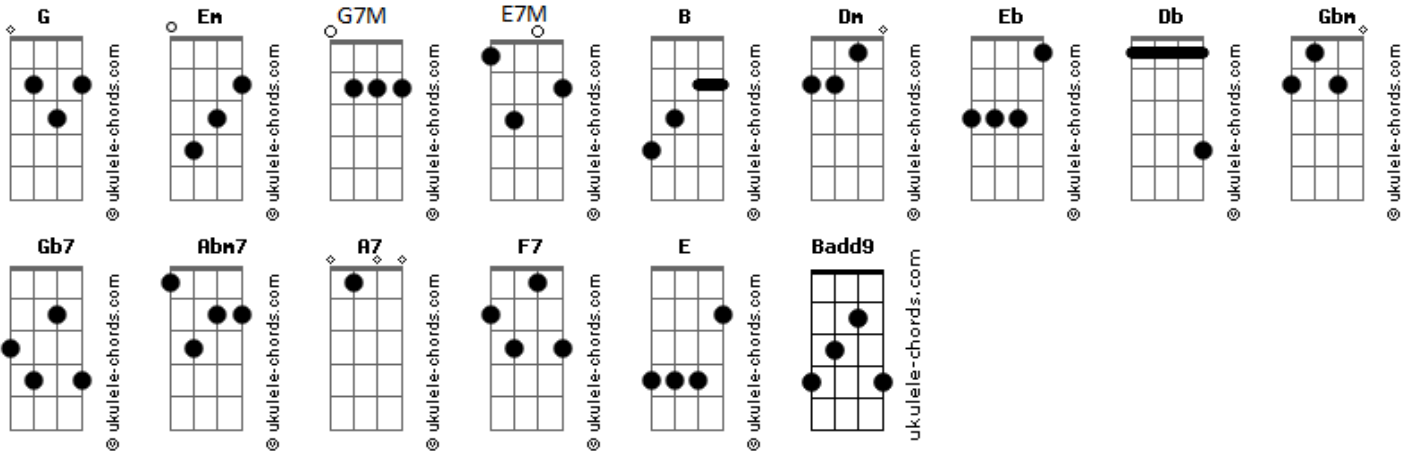 G Em G7M E7M B Dm Eb Db Gbm
© ukulele-chords.com © ukulele-chords.com © ukulele-chords.com © ukulele-chords.com © ukulele-chords.com © ukulele-chords.com © ukulele-chords.com © ukulele-chords.com © ukulele-chords.com
Gb7 Abm7 A7 F7 E Badd9
© ukulele-chords.com © ukulele-chords.com © ukulele-chords.com © ukulele-chords.com © ukulele-chords.com ukulele-chords.com